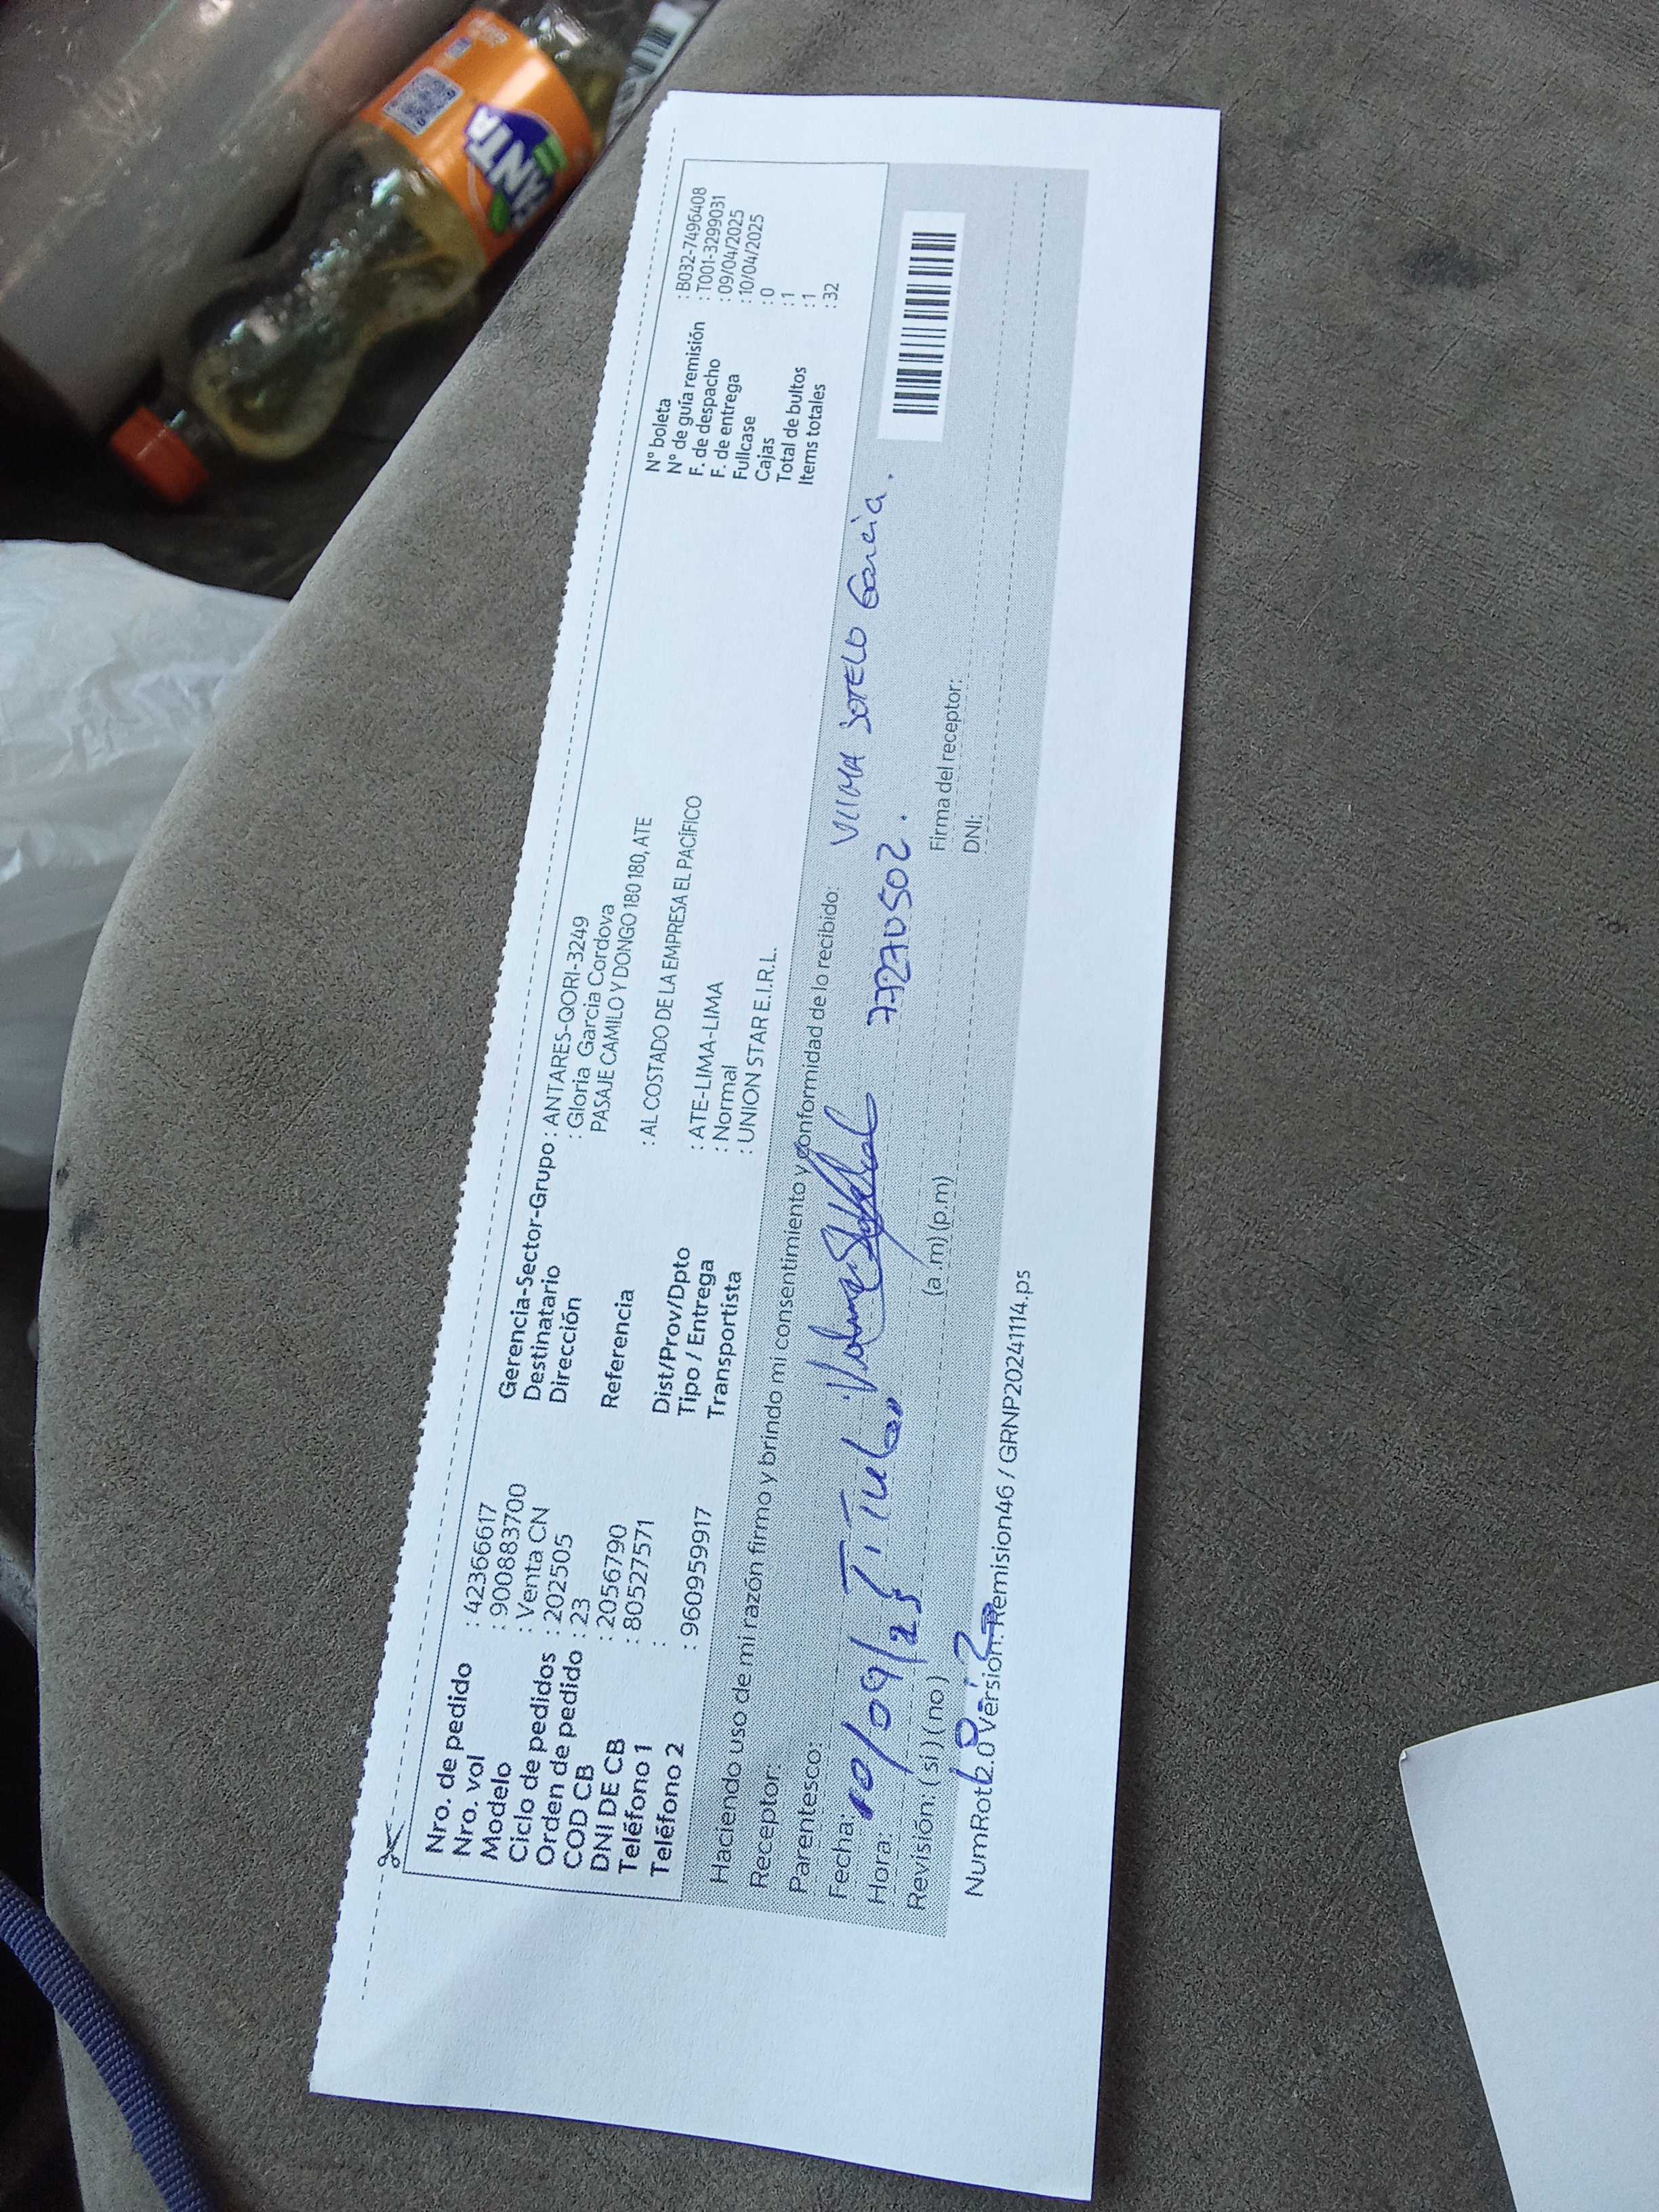 Nro. de pedido : 42366617
Nro. vol : 9008883700
Modelo : Venta CN
Ciclo de pedidos : 202505
Orden de pedido : 23
COD CB : 2056790
DNI DE CB : 80527571
Teléfono 1 :
Teléfono 2 : 960959917
Gerencia-Sector-Grupo : ANTARES-QORI-3249
Destinatario : Gloria Garcia Cordova
Dirección PASAJE CAMILO Y DONGO 180 180, ATE
Referencia : AL COSTADO DE LA EMPRESA EL PACÍFICO
Dist/Prov/Dpto : ATE-LIMA-LIMA
Tipo / Entrega : Normal
Transportista : UNION STAR E.I.R.L.
N° boleta : B032-7496408
N° de guía remisión : T001-3299031
F. de despacho : 09/04/2025
F. de entrega : 10/04/2025
Fullcase : 0
Cajas : 1
Total de bultos : 1
Items totales : 32
Haciendo uso de mi razón firmo y brindo mi consentimiento y conformidad de lo recibido:
VILMA SOTELO Garcia.
Receptor:
Parentesco:
Fecha: 10/04/25 TiTular 77270502.
Hora: (a.m)(p.m)
Revisión: ( si ) ( no )
Firma del receptor:
DNI:
NumRot2.0 Versión: Remision46 / GRNP20241114.ps
FANTA